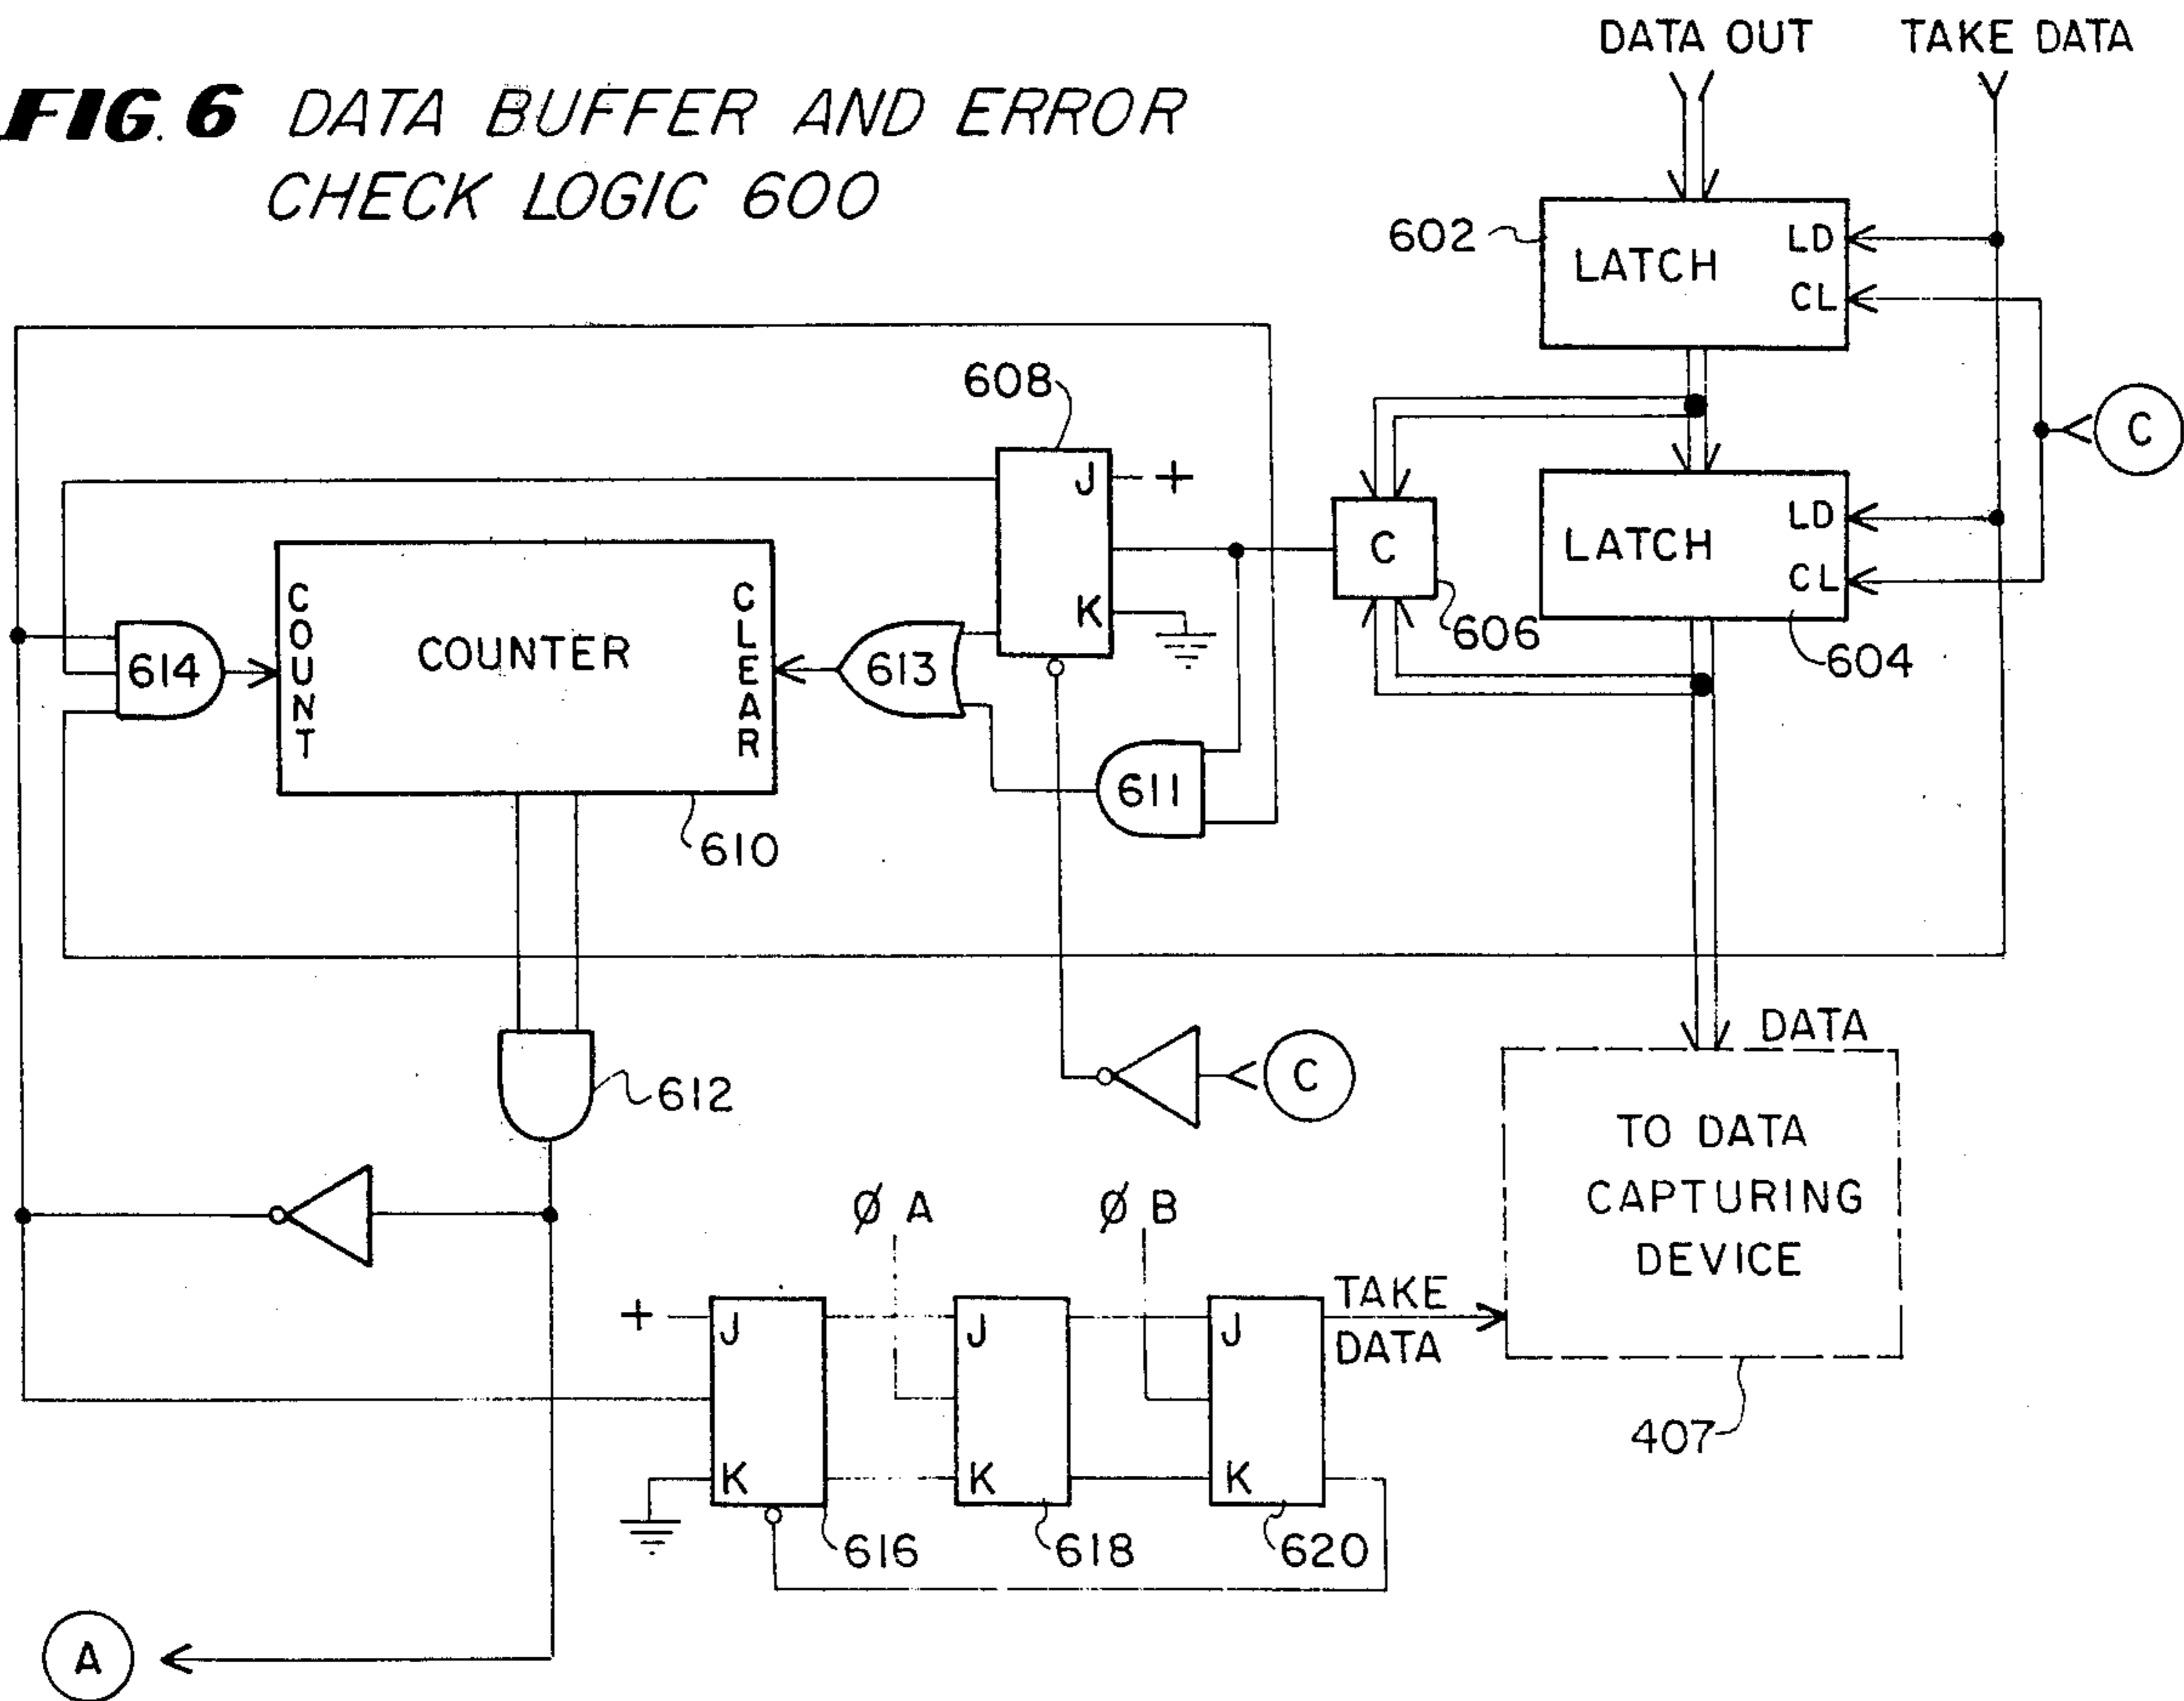 DATA OUT TAKE DATA
FIG. 6 DATA BUFFER AND ERROR
CHECK LOGIC 600
602
LATCH
LD
CL
C
608
J
+
K
LATCH
LD
CL
604
C
606
COUNT
COUNTER
CLEAR
614
613
611
610
612
C
DATA
TO DATA
CAPTURING
DEVICE
407
Ø A
Ø B
+
J
K
616
J
K
618
J
K
620
TAKE
DATA
A